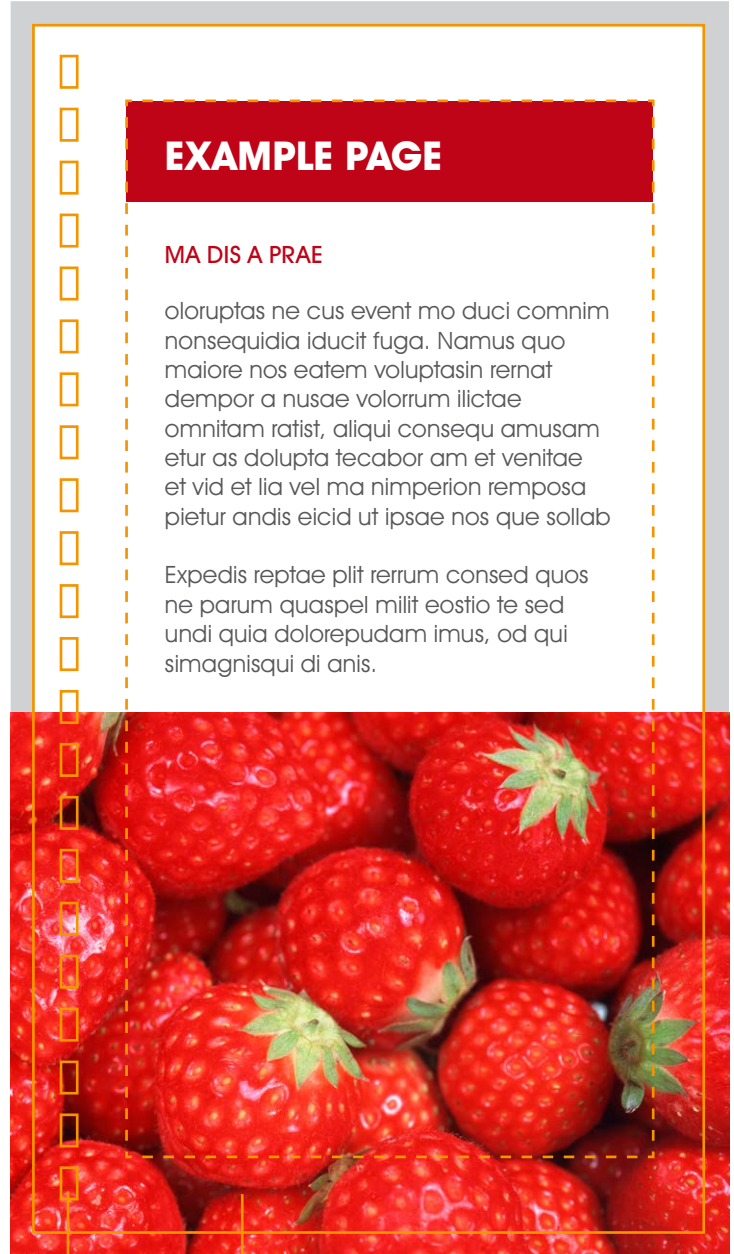 EXAMPLE PAGE
MA DIS A PRAE
oloruptas ne cus event mo duci comnim
nonsequidia iducit fuga. Namus quo
maiore nos eatem voluptasin rernat
dempor a nusae volorrum ilictae
omnitam ratist, aliqui consequ amusam
etur as dolupta tecabor am et venitae
et vid et lia vel ma nimperion remposa
pietur andis eicid ut ipsae nos que sollab
Expedis reptae plit rerrum consed quos
ne parum quaspel milit eostio te sed
undi quia dolorepudam imus, od qui
simagnisqui di anis.